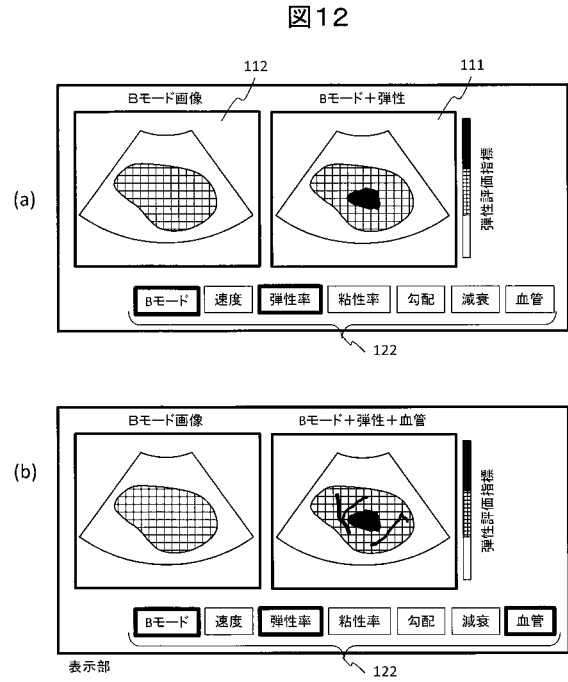 図12
112
111
Bモード画像
Bモード＋弾性
(a)
弾性評価指標
Bモード 速度 弾性率 粘性率 勾配 減衰 血管
122
Bモード画像
Bモード＋弾性＋血管
(b)
弾性評価指標
Bモード 速度 弾性率 粘性率 勾配 減衰 血管
表示部
122